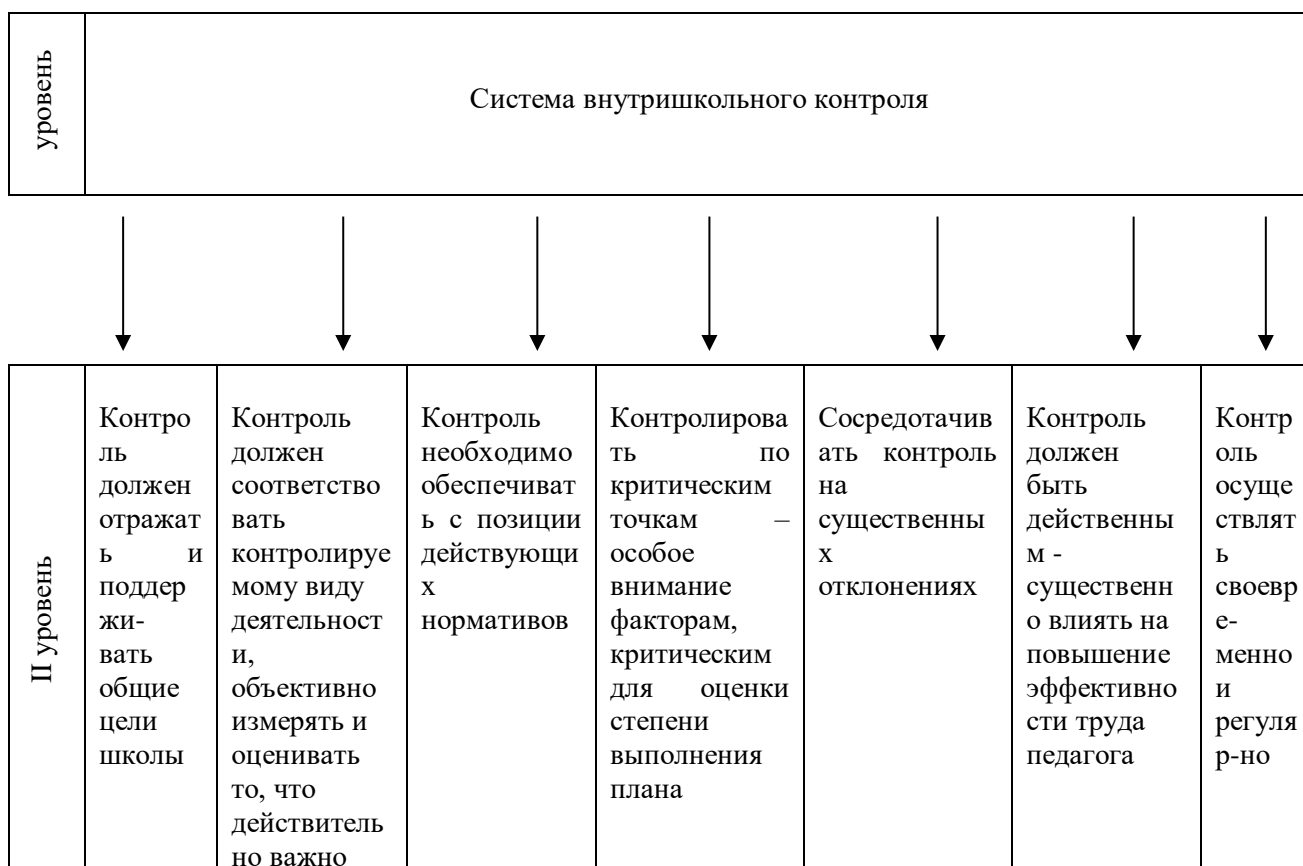 уровень
Система внутришкольного контроля
II уровень
Контро
ль
должен
отражат
ь и
поддер
жи-
вать
общие
цели
школы
Контроль
должен
соответство
вать
контролируе
мому виду
деятельност
и,
объективно
измерять и
оценивать
то, что
действитель
но важно
Контроль
необходимо
обеспечиват
ь с позиции
действующи
х
нормативов
Контролирова
ть по
критическим
точкам –
особое
внимание
факторам,
критическим
для оценки
степени
выполнения
плана
Сосредотачив
ать контроль
на
существенны
х
отклонениях
Контроль
должен
быть
действенны
м -
существенн
о влиять на
повышение
эффективно
сти труда
педагога
Контр
оль
осуще
ствлят
ь
своевр
е-
менно
и
регуля
р-но